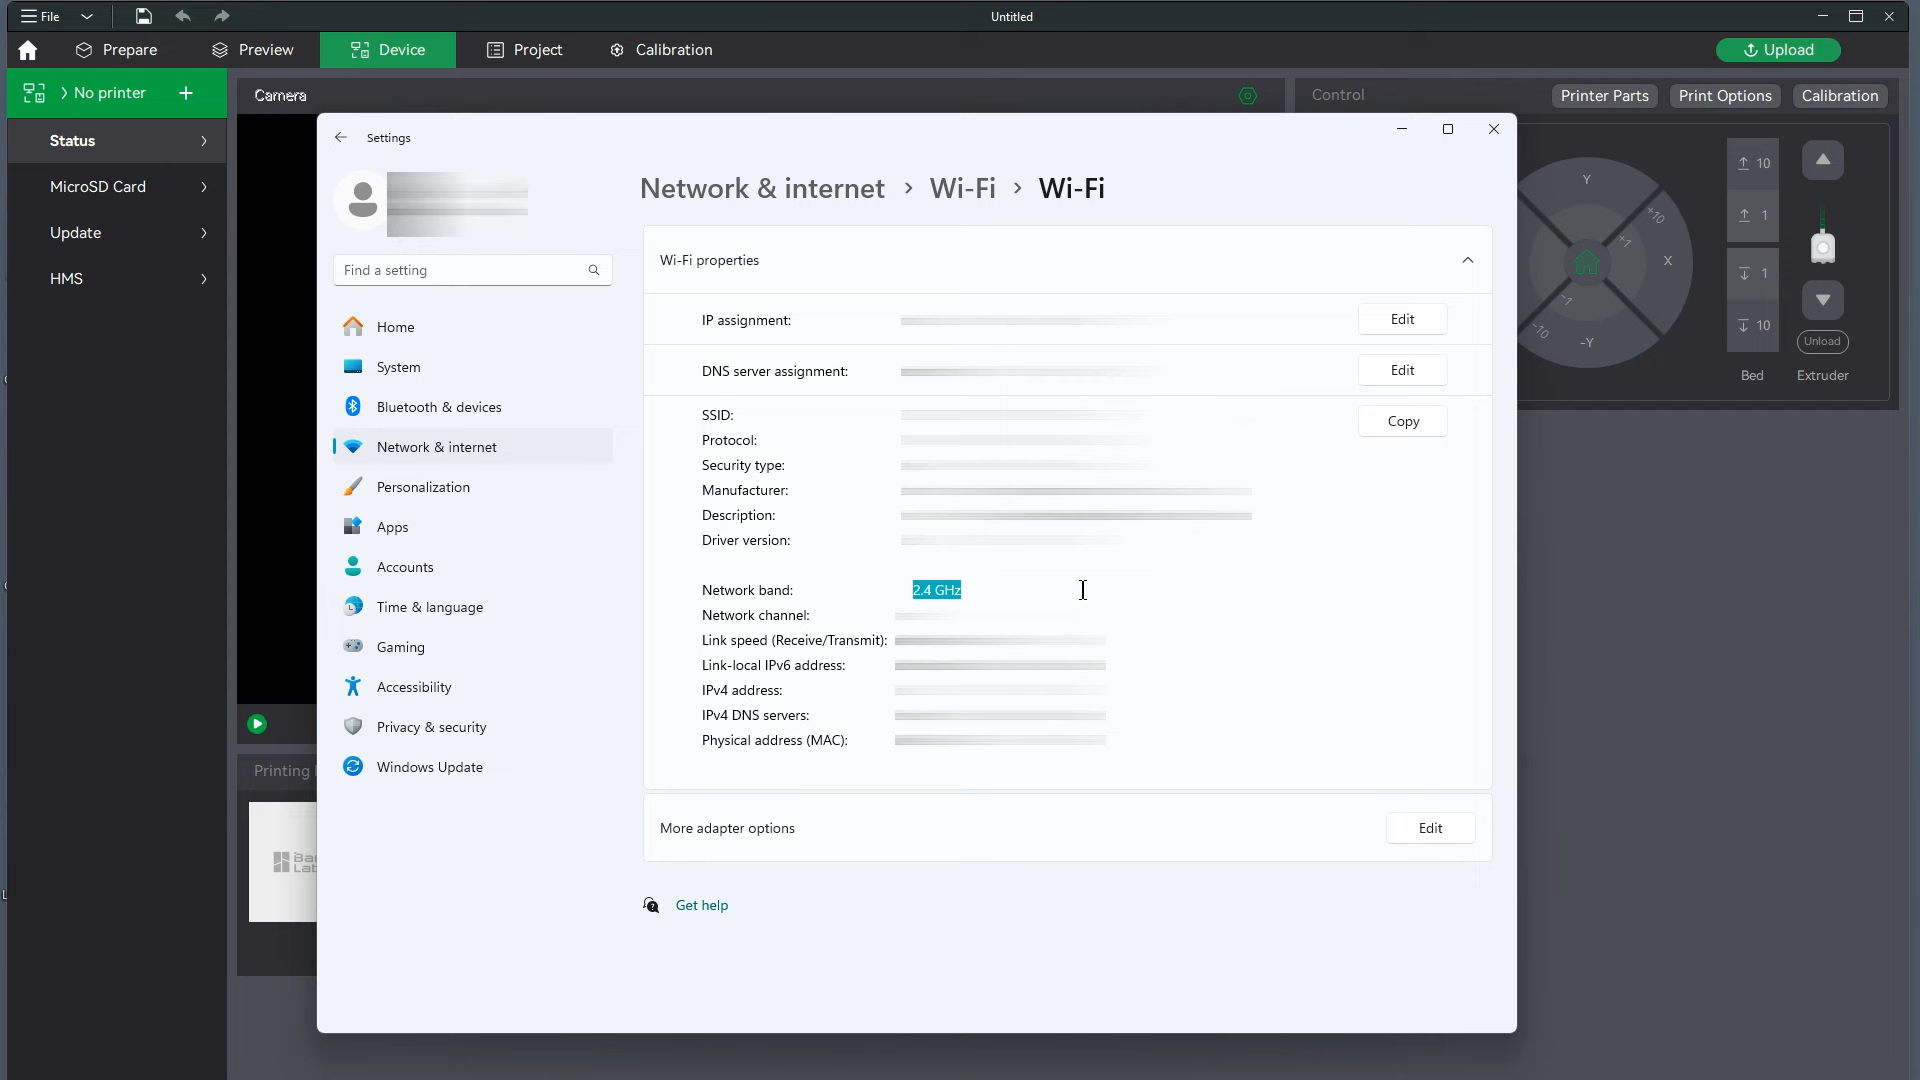 File
Untitled
Prepare
Preview
Device
Project
Calibration
Upload
No printer
Camera
Control
Printer Parts
Print Options
Calibration
Status
MicroSD Card
Update
HMS
Settings
Find a setting
Home
System
Bluetooth & devices
Network & internet
Personalization
Apps
Accounts
Time & language
Gaming
Accessibility
Privacy & security
Windows Update
Network & internet > Wi-Fi > Wi-Fi
Wi-Fi properties
IP assignment:
Edit
DNS server assignment:
Edit
SSID:
Copy
Protocol:
Security type:
Manufacturer:
Description:
Driver version:
Network band: 2.4 GHz
Network channel:
Link speed (Receive/Transmit):
Link-local IPv6 address:
IPv4 address:
IPv4 DNS servers:
Physical address (MAC):
More adapter options
Edit
Get help
Y
+10
+1
X
-1
-10
-Y
10
1
1
10
Bed
Unload
Extruder
Printing